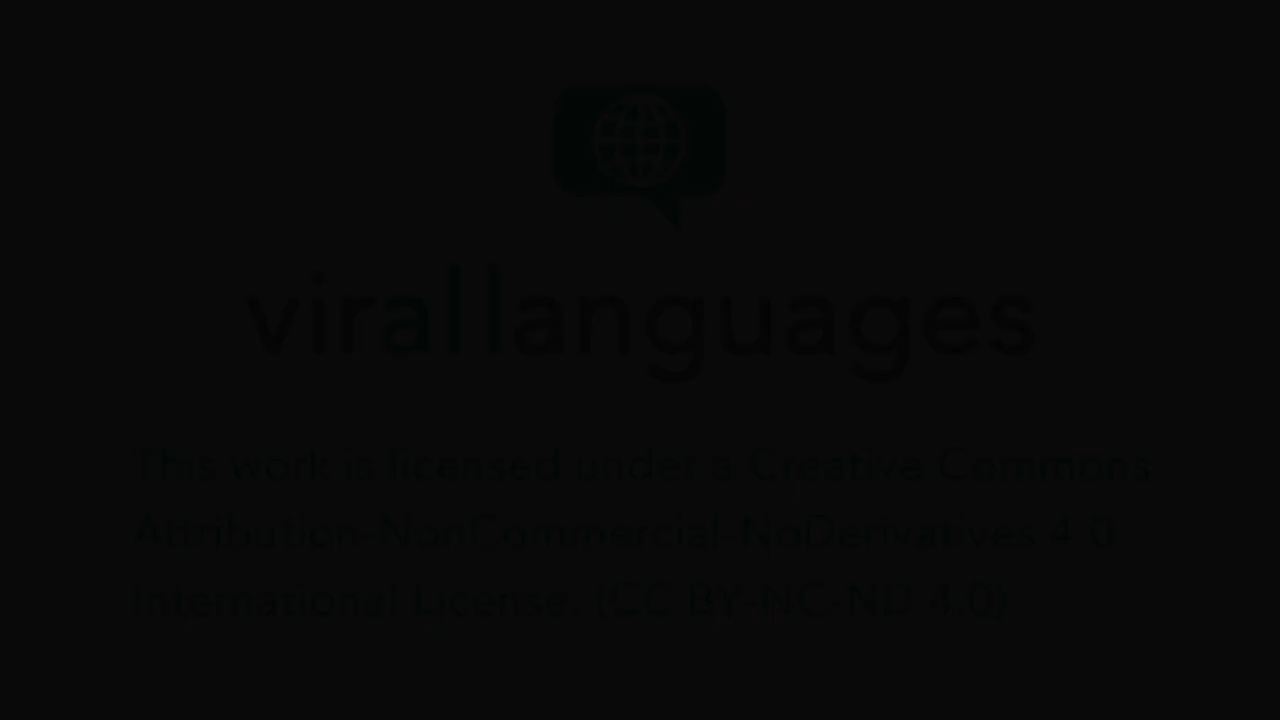 virallanguages
This work is licensed under a Creative Commons
Attribution-NonCommercial-NoDerivatives 4.0
International License. (CC BY-NC-ND 4.0)